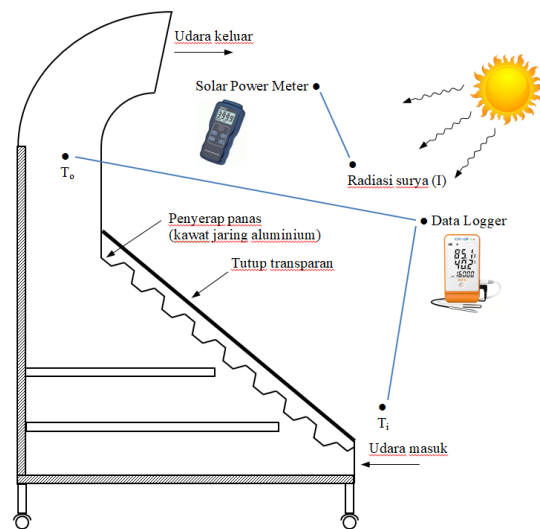 Udara keluar
Solar Power Meter
Radiasi surya (I)
To
Data Logger
Penyerap panas
(kawat jaring aluminium)
Tutup transparan
Ti
Udara masuk